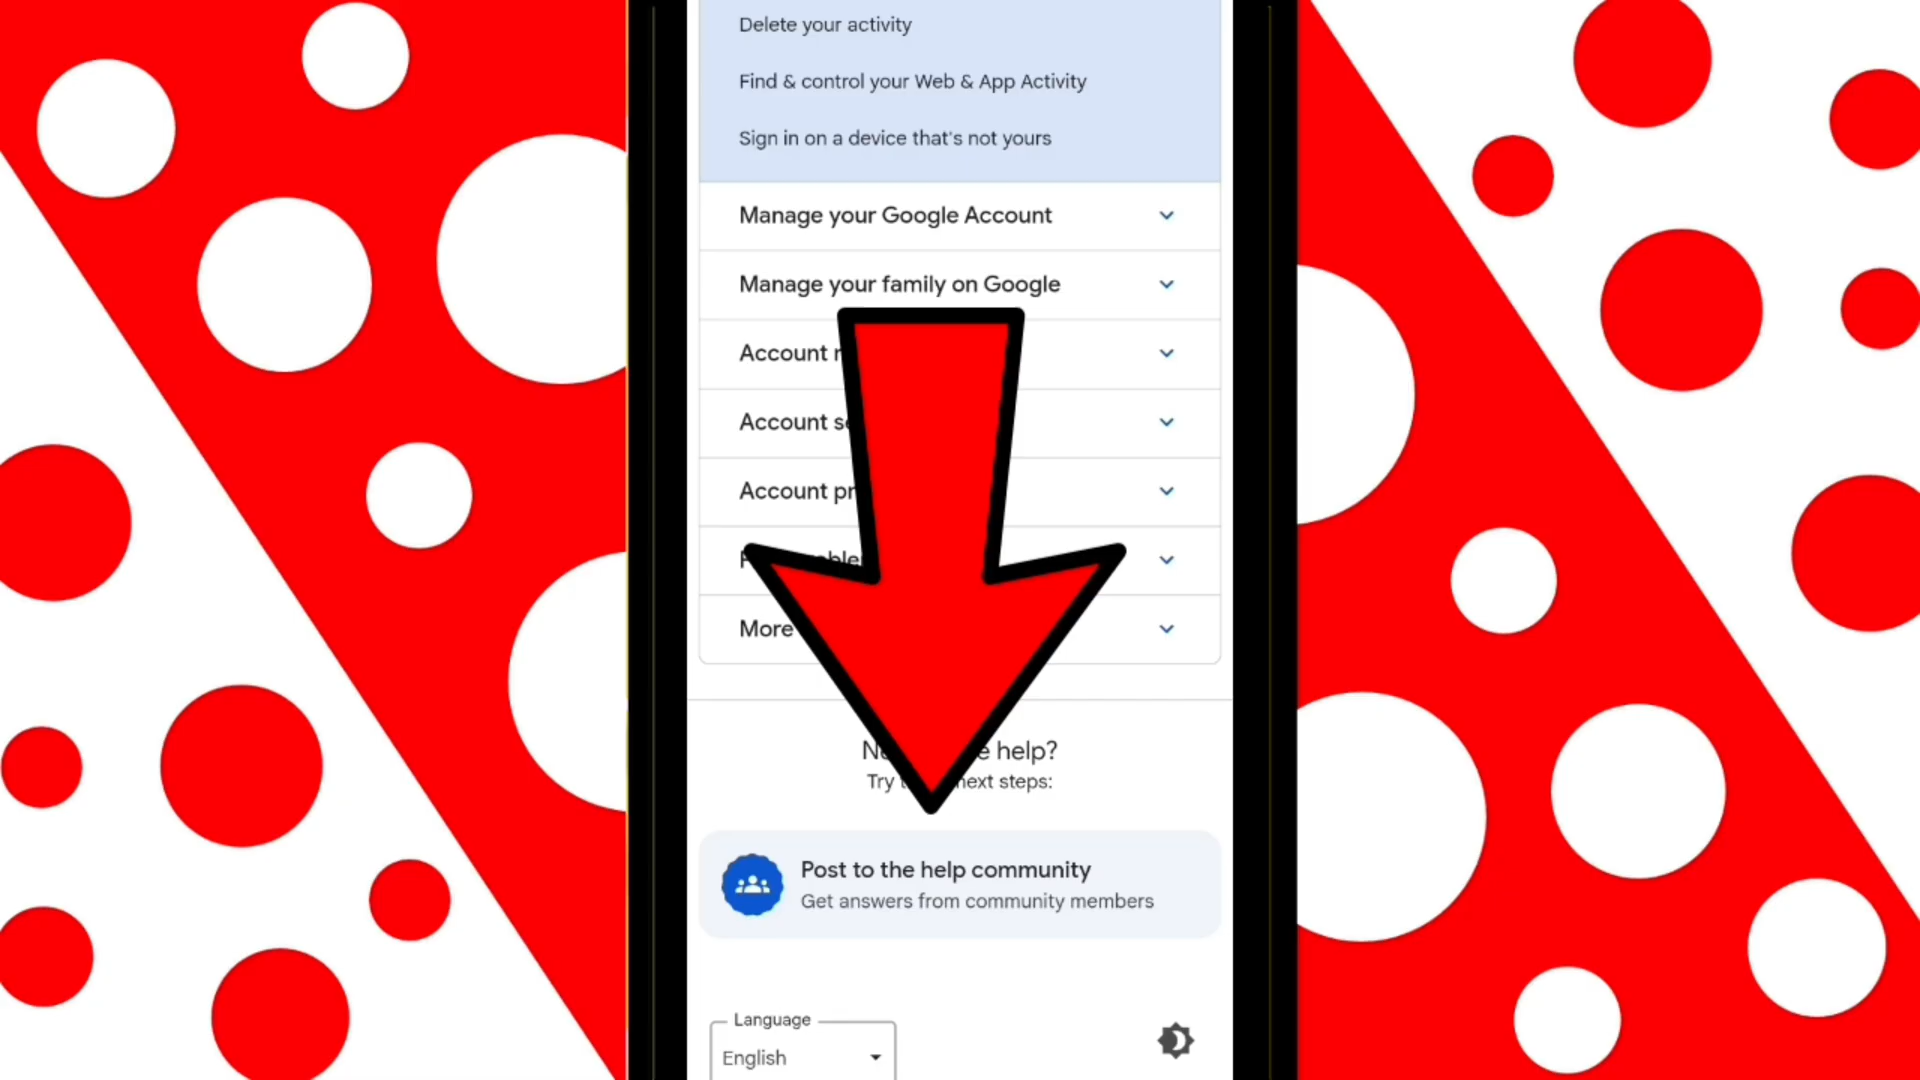 Delete your activity
Find & control your Web & App Activity
Sign in on a device that's not yours
Manage your Google Account
Manage your family on Google
Account
Account
Account
More
help?
Try next steps:
Post to the help community
Get answers from community members
Language
English